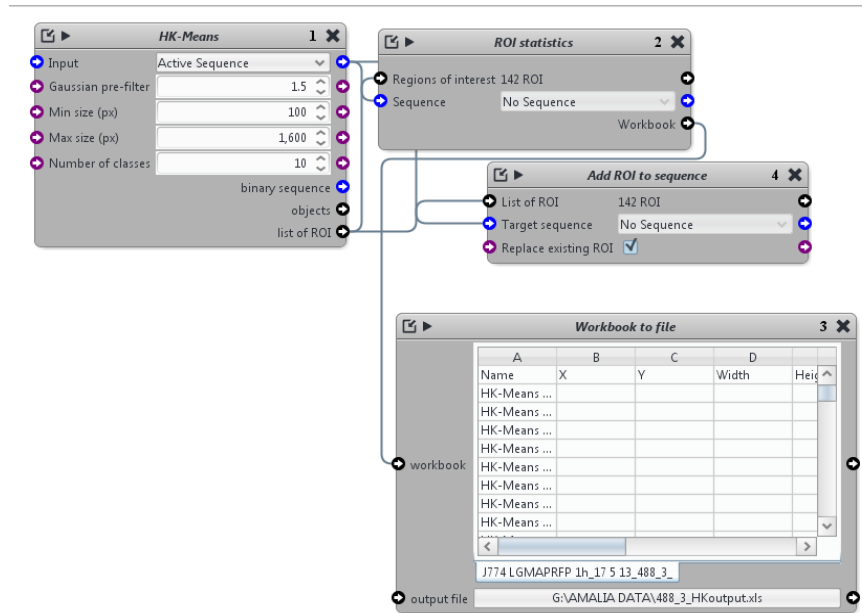 HK-Means 1
Input Active Sequence
Gaussian pre-filter 1.5
Min size (px) 100
Max size (px) 1,600
Number of classes 10
binary sequence
objects
list of ROI
ROI statistics 2
Regions of interest 142 ROI
Sequence No Sequence
Workbook
Add ROI to sequence 4
List of ROI 142 ROI
Target sequence No Sequence
Replace existing ROI
Workbook to file 3
A B C D
Name X Y Width Heig
HK-Means ...
HK-Means ...
HK-Means ...
HK-Means ...
workbook HK-Means ...
HK-Means ...
HK-Means ...
HK-Means ...
J774 LGMAPRFP 1h_17 5 13_488_3_
output file G:\AMALIA DATA\488_3_HKoutput.xls